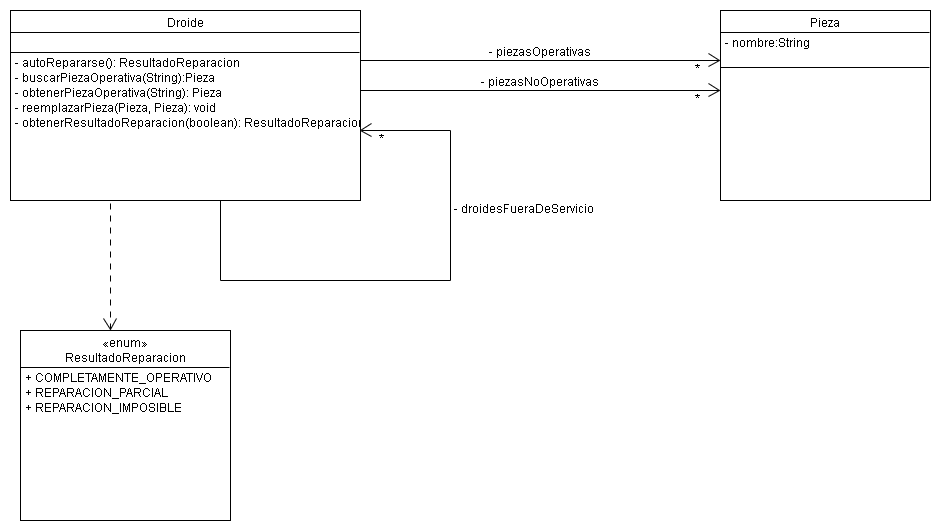 Droide
- autoRepararse(): ResultadoReparacion
- buscarPiezaOperativa(String):Pieza
- obtenerPiezaOperativa(String): Pieza
- reemplazarPieza(Pieza, Pieza): void
- obtenerResultadoReparacion(boolean): ResultadoReparacion
- piezasOperativas
*
- piezasNoOperativas
*
Pieza
- nombre:String
*
- droidesFueraDeServicio
«enum»
ResultadoReparacion
+ COMPLETAMENTE_OPERATIVO
+ REPARACION_PARCIAL
+ REPARACION_IMPOSIBLE